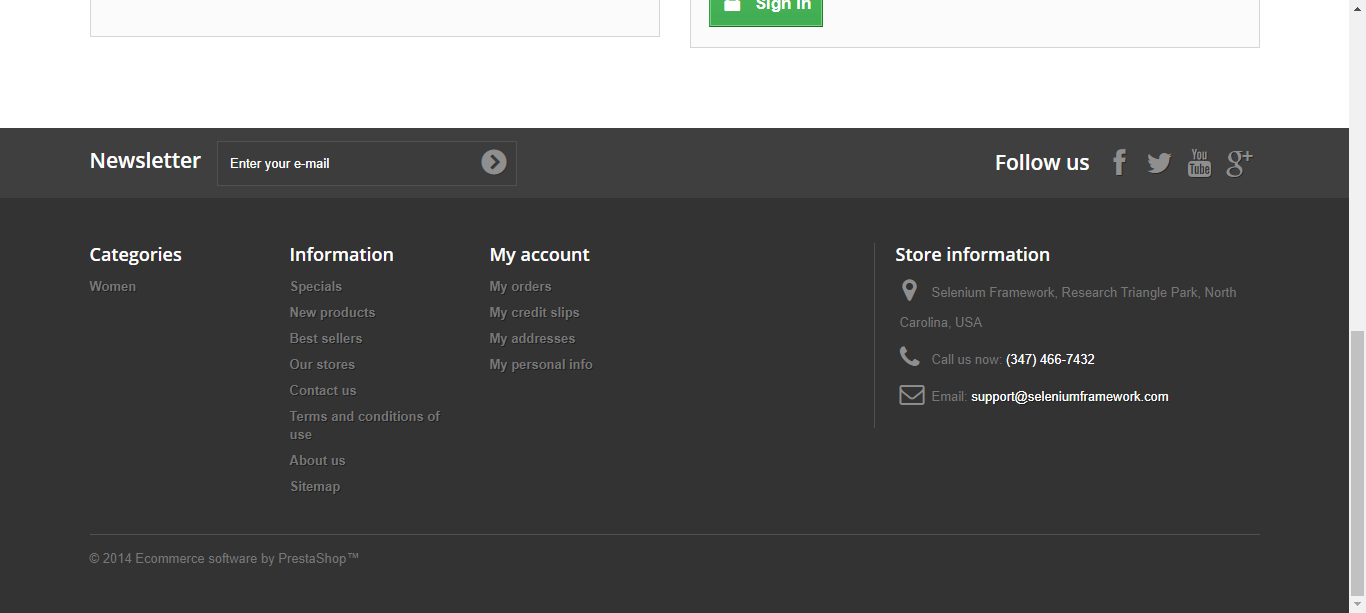 Sign in
Newsletter
Enter your e-mail
Follow us
You
Tube
g+
Categories
Women
Information
Specials
New products
Best sellers
Our stores
Contact us
Terms and conditions of
use
About us
Sitemap
My account
My orders
My credit slips
My addresses
My personal info
Store information
Selenium Framework, Research Triangle Park, North
Carolina, USA
Call us now: (347) 466-7432
Email: support@seleniumframework.com
© 2014 Ecommerce software by PrestaShop™